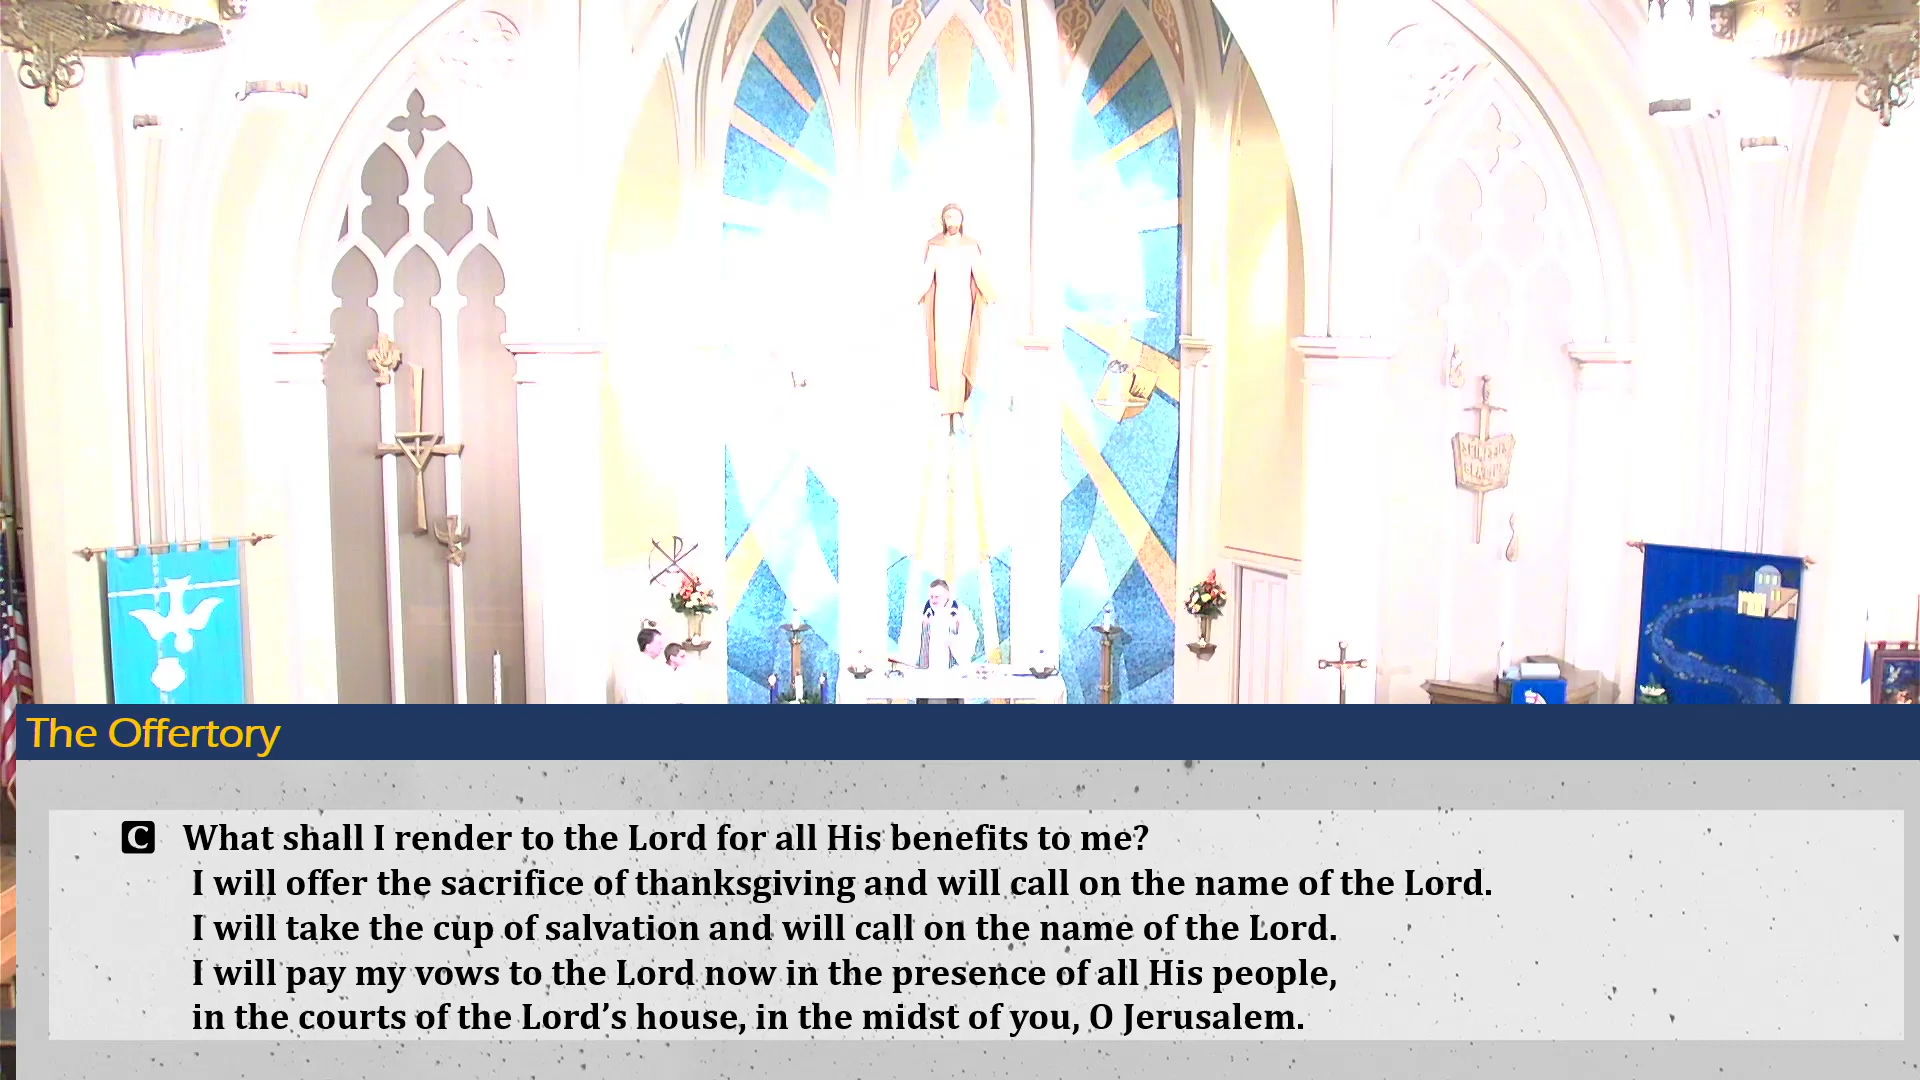 The Offertory
C What shall I render to the Lord for all His benefits to me?
I will offer the sacrifice of thanksgiving and will call on the name of the Lord.
I will take the cup of salvation and will call on the name of the Lord.
I will pay my vows to the Lord now in the presence of all His people,
in the courts of the Lord’s house, in the midst of you, O Jerusalem.